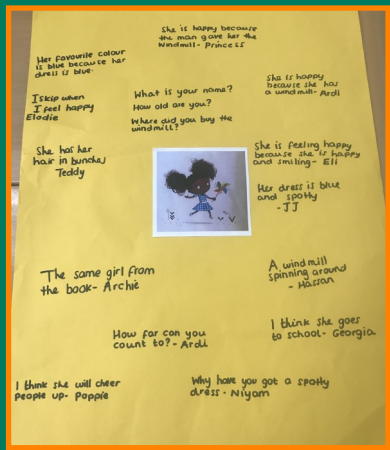 She is happy because
the man gave her the
windmill- Princess
Her favourite colour
is blue because her
dress is blue.
She is happy
because she has
a windmill- Ardi
I skip when
I feel happy
Elodie
What is your name?
How old are you?
Where did you buy the
windmill?
She has her
hair in bunches
Teddy
She is feeling happy
because she is happy
and smiling- Eli
Her dress is blue
and spotty
-JJ
The same girl from
the book- Archie
A windmill
spinning around
- Hassan
How far can you
count to?- Ardi
I think she goes
to school- Georgia
I think she will cheer
people up- Poppie
Why have you got a spotty
dress- Niyam